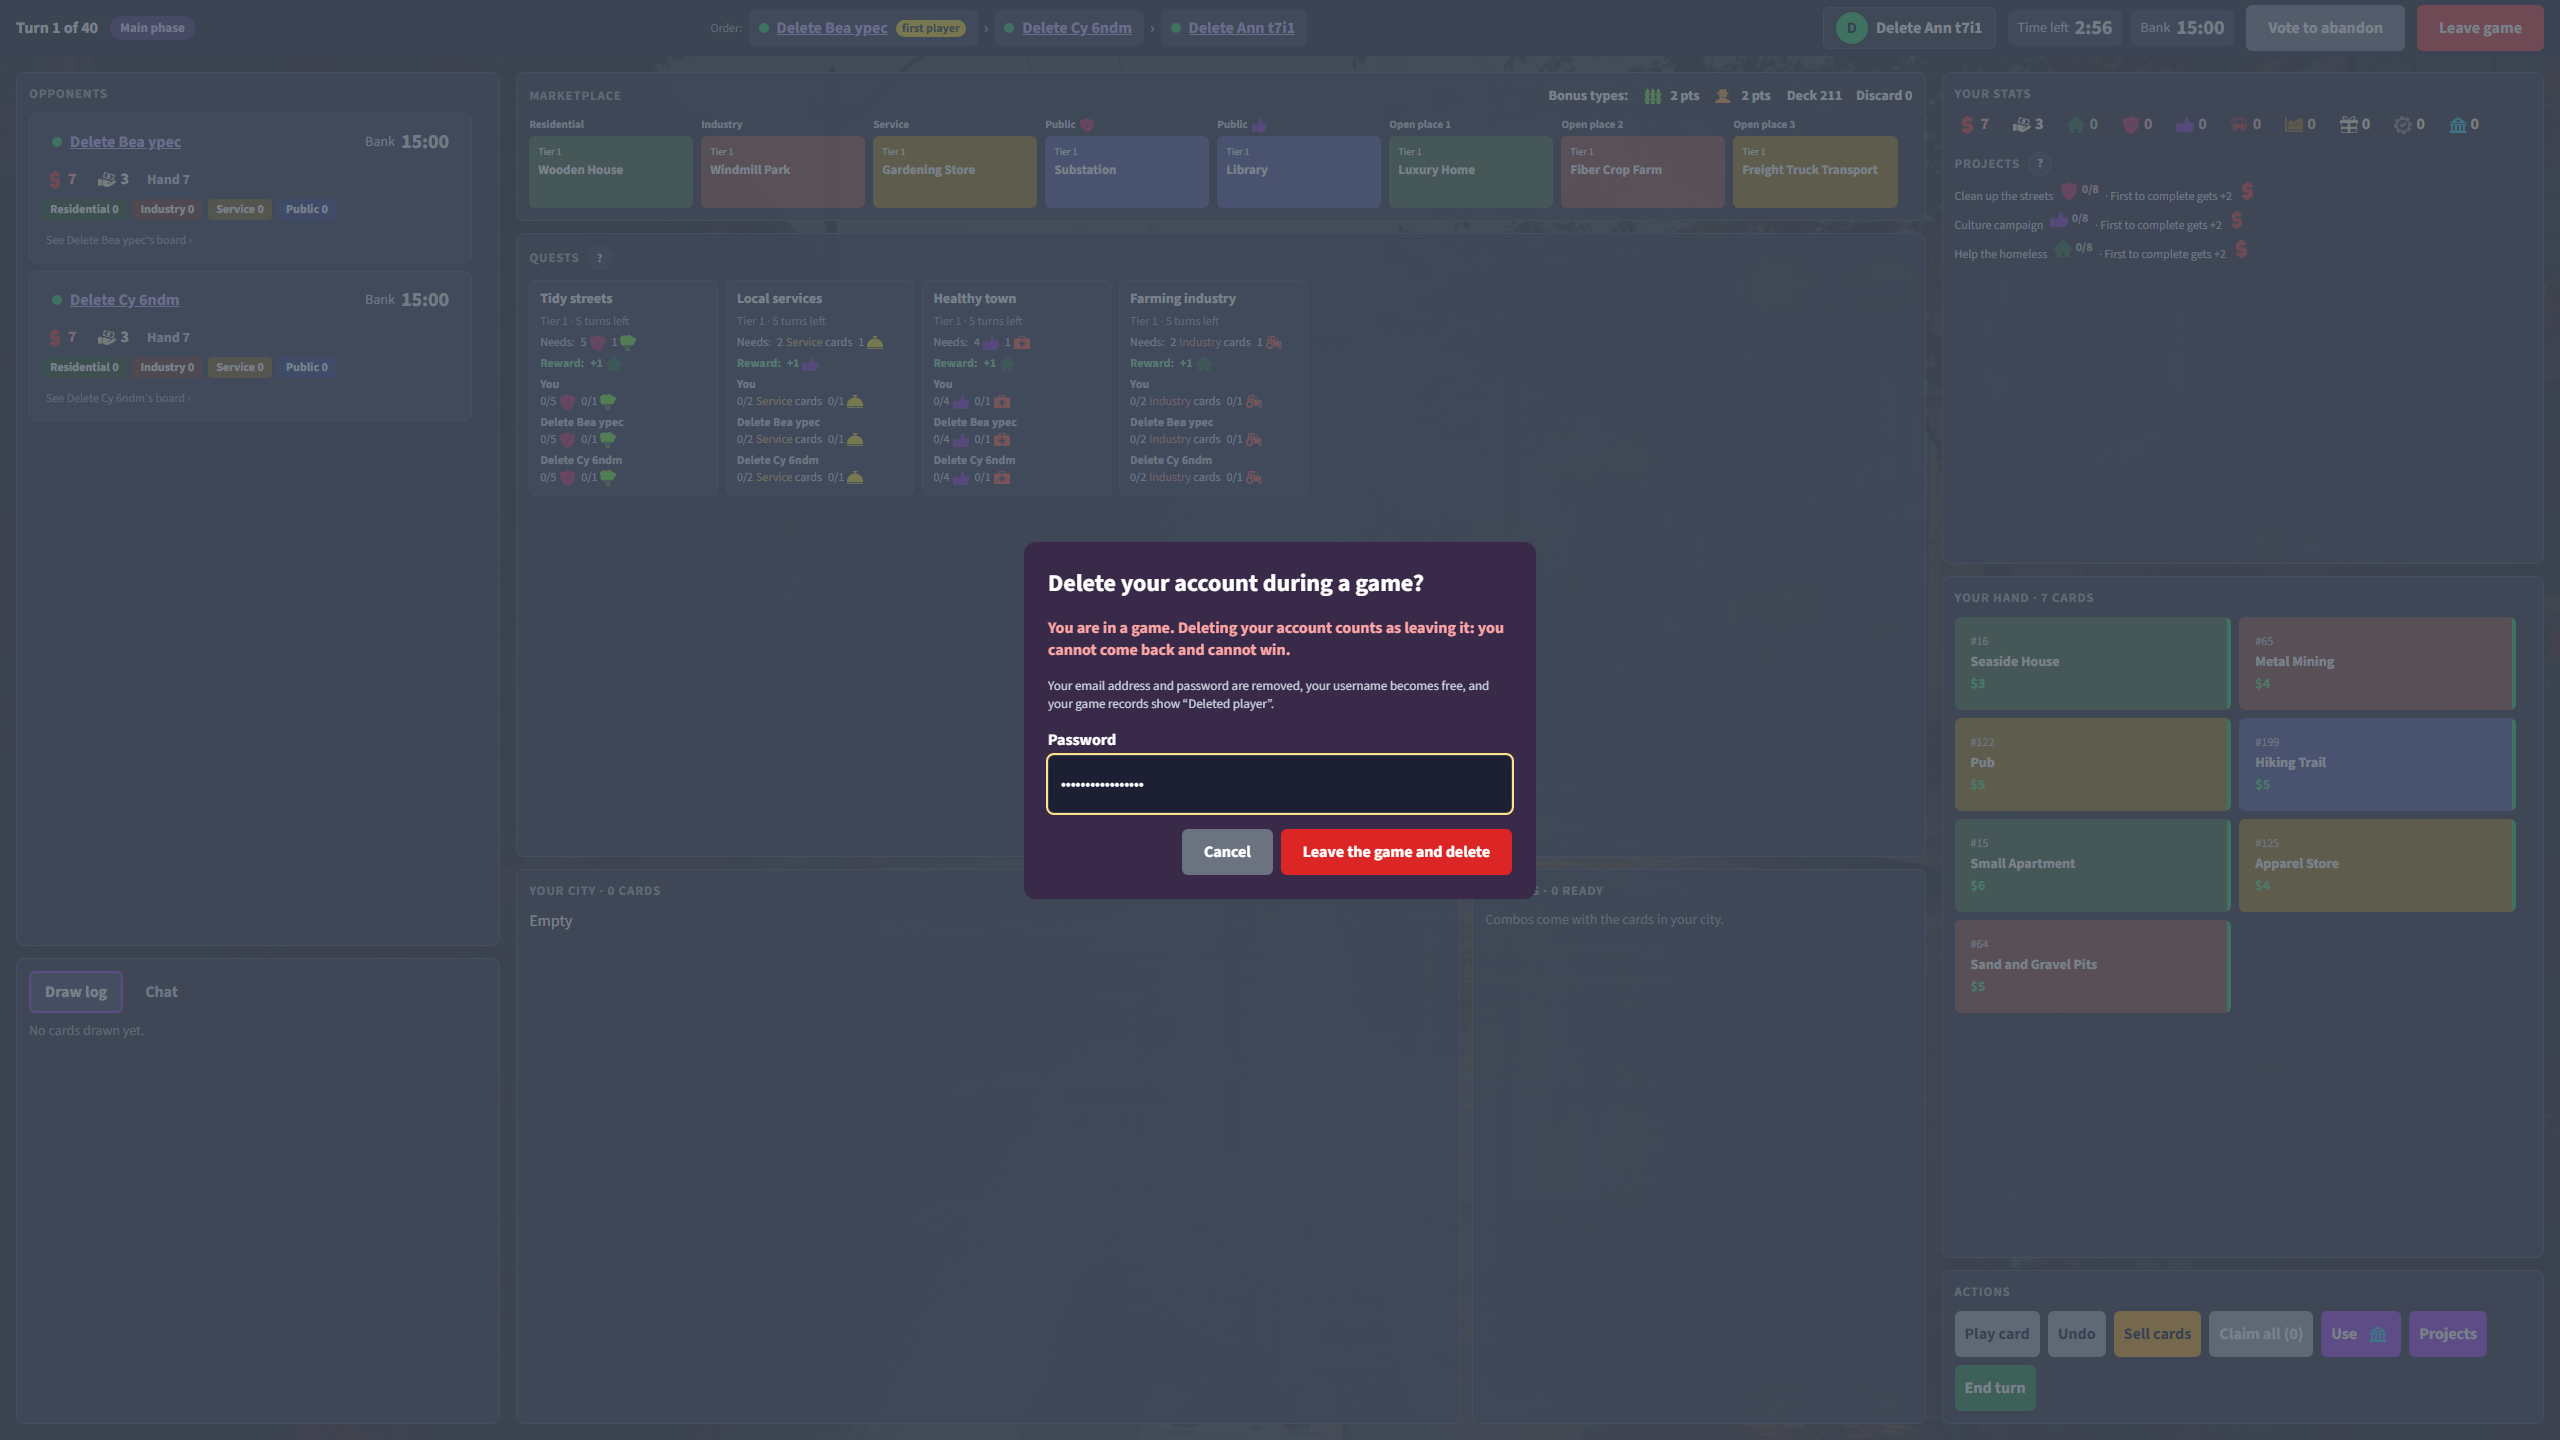 Turn 1 of 40 Main phase
Order: Delete Bea ypec first player › Delete Cy 6ndm › Delete Ann t7i1
D Delete Ann t7i1 Time left 2:56 Bank 15:00 Vote to abandon Leave game
OPPONENTS
Delete Bea ypec Bank 15:00
7 3 Hand 7
Residential 0 Industry 0 Service 0 Public 0
See Delete Bea ypec's board ›
Delete Cy 6ndm Bank 15:00
7 3 Hand 7
Residential 0 Industry 0 Service 0 Public 0
See Delete Cy 6ndm's board ›
Draw log Chat
No cards drawn yet.
MARKETPLACE Bonus types: 2 pts 2 pts Deck 211 Discard 0
Residential Industry Service Public Public Open place 1 Open place 2 Open place 3
Tier 1 Tier 1 Tier 1 Tier 1 Tier 1 Tier 1 Tier 1 Tier 1
Wooden House Windmill Park Gardening Store Substation Library Luxury Home Fiber Crop Farm Freight Truck Transport
QUESTS ?
Tidy streets
Tier 1 · 5 turns left
Needs: 5 1
Reward: +1
You
0/5 0/1
Delete Bea ypec
0/5 0/1
Delete Cy 6ndm
0/5 0/1
Local services
Tier 1 · 5 turns left
Needs: 2 Service cards 1
Reward: +1
You
0/2 Service cards 0/1
Delete Bea ypec
0/2 Service cards 0/1
Delete Cy 6ndm
0/2 Service cards 0/1
Healthy town
Tier 1 · 5 turns left
Needs: 4 1
Reward: +1
You
0/4 0/1
Delete Bea ypec
0/4 0/1
Delete Cy 6ndm
0/4 0/1
Farming industry
Tier 1 · 5 turns left
Needs: 2 Industry cards 1
Reward: +1
You
0/2 Industry cards 0/1
Delete Bea ypec
0/2 Industry cards 0/1
Delete Cy 6ndm
0/2 Industry cards 0/1
Delete your account during a game?
You are in a game. Deleting your account counts as leaving it: you
cannot come back and cannot win.
Your email address and password are removed, your username becomes free, and
your game records show “Deleted player”.
Password
Cancel Leave the game and delete
YOUR CITY · 0 CARDS
Empty
· 0 READY
Combos come with the cards in your city.
YOUR STATS
7 3 0 0 0 0 0 0 0 0
PROJECTS ?
Clean up the streets 0/8 · First to complete gets +2
Culture campaign 0/8 · First to complete gets +2
Help the homeless 0/8 · First to complete gets +2
YOUR HAND · 7 CARDS
#16
Seaside House
$3
#65
Metal Mining
$4
#122
Pub
$5
#199
Hiking Trail
$5
#15
Small Apartment
$6
#125
Apparel Store
$4
#64
Sand and Gravel Pits
$5
ACTIONS
Play card Undo Sell cards Claim all (0) Use Projects
End turn